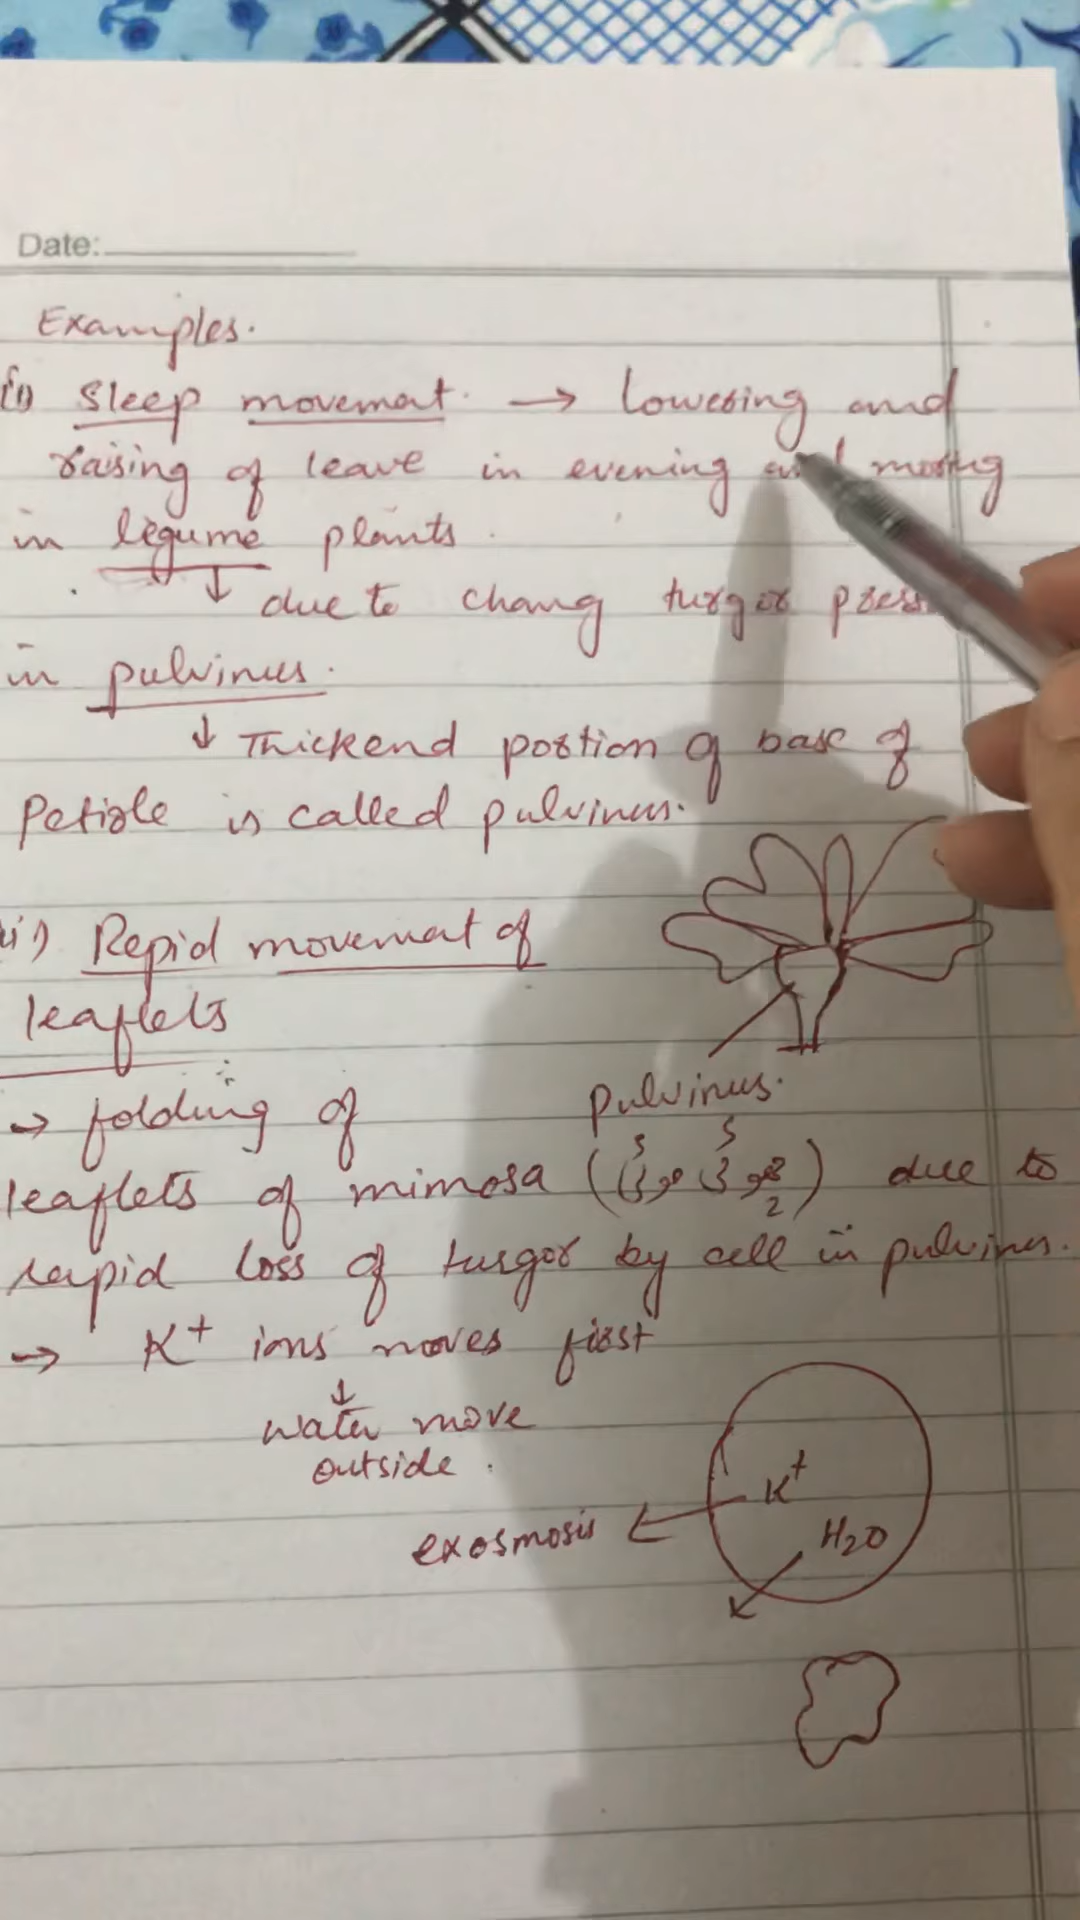 Date:
Examples.
(i) Sleep movement. → Lowering and
raising of leave in evening and morning
in legume plants.
↓ due to chang turgor press
in pulvinus.
↓ Thickend portion of base of
Petiole is called pulvinus.
ii) Repid movement of
leaflets
→ folding of
pulvinus.
leaflets of mimosa ( ) due to
rapid loss of turgor by cell in pulvinus.
→ K+ ions moves first
↓
water move
outside.
K+
exosmosis
H2O